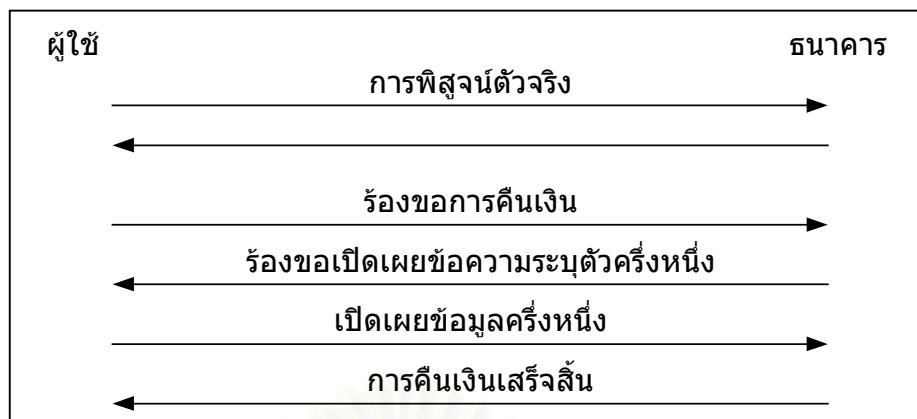 ผู้ใช้ ธนาคาร
การพิสูจน์ตัวจริง
ร้องขอการคืนเงิน
ร้องขอเปิดเผยข้อความระบุตัวครึ่งหนึ่ง
เปิดเผยข้อมูลครึ่งหนึ่ง
การคืนเงินเสร็จสิ้น